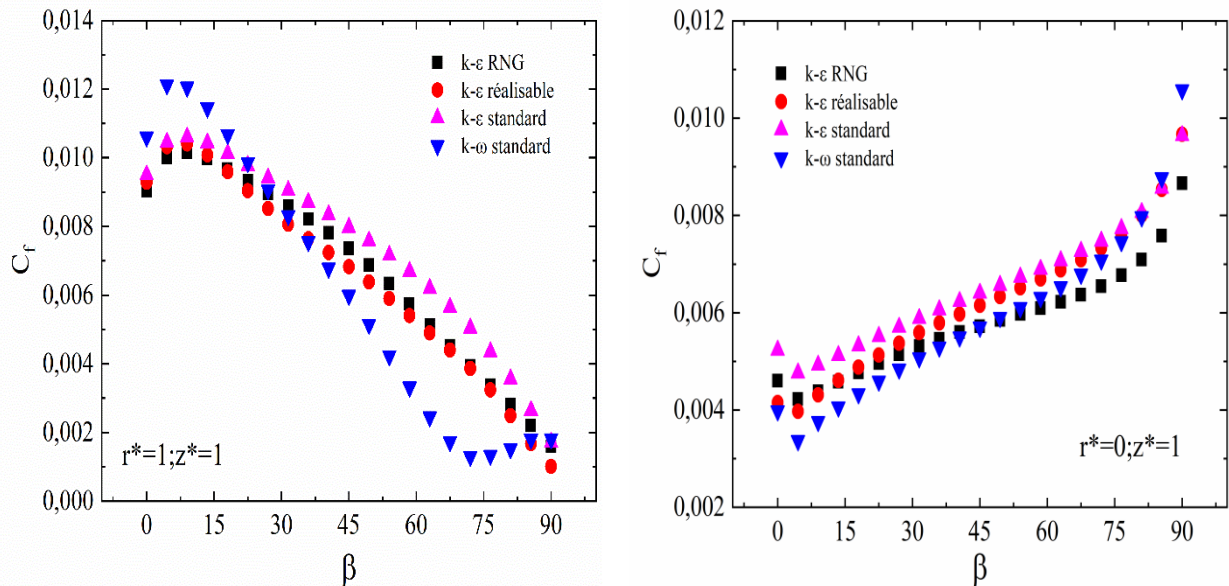 0,014
0,012
0,010
0,008
0,006
0,004
0,002
0,000
C_f
k-ε RNG
k-ε réalisable
k-ε standard
k-ω standard
r*=1;z*=1
0 15 30 45 60 75 90
β
0,012
0,010
0,008
0,006
0,004
0,002
C_f
k-ε RNG
k-ε réalisable
k-ε standard
k-ω standard
r*=0;z*=1
0 15 30 45 60 75 90
β